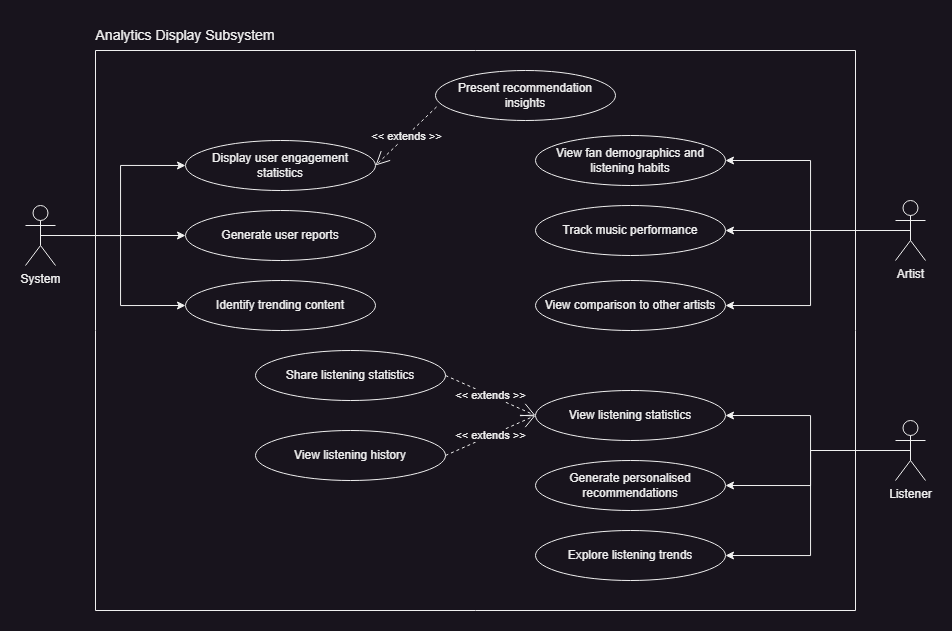 Analytics Display Subsystem
Present recommendation
insights
<< extends >>
Display user engagement
statistics
View fan demographics and
listening habits
Generate user reports
Track music performance
System
Artist
Identify trending content
View comparison to other artists
Share listening statistics
<< extends >>
View listening statistics
<< extends >>
View listening history
Generate personalised
recommendations
Listener
Explore listening trends